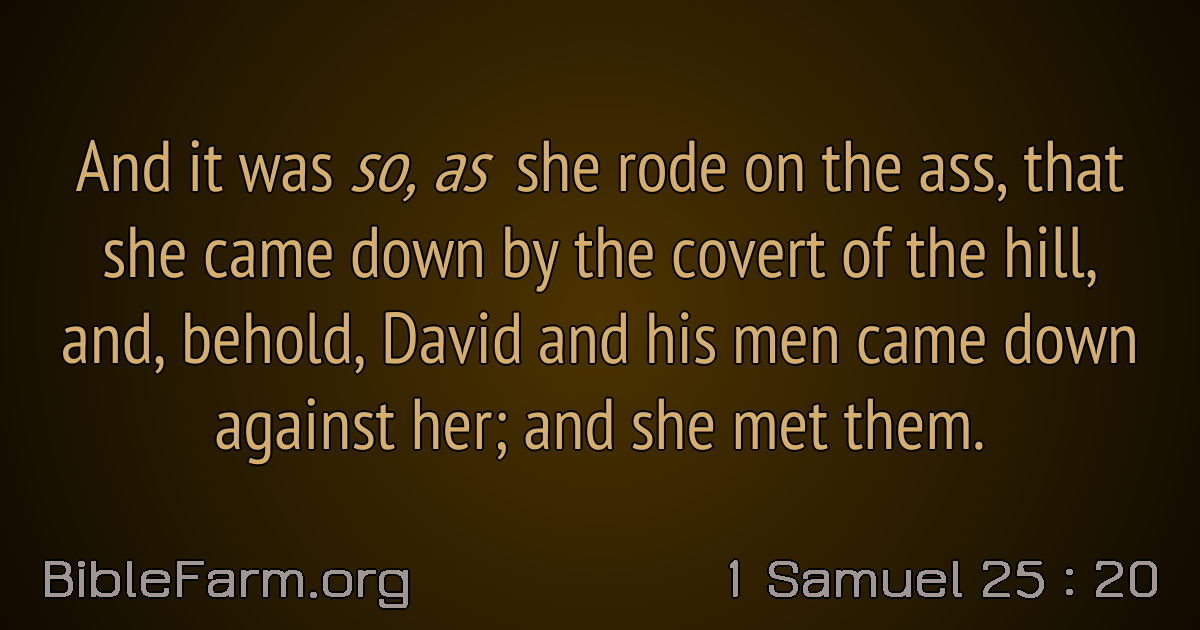 And it was so, as she rode on the ass, that
she came down by the covert of the hill,
and, behold, David and his men came down
against her; and she met them.
BibleFarm.org
1 Samuel 25 : 20